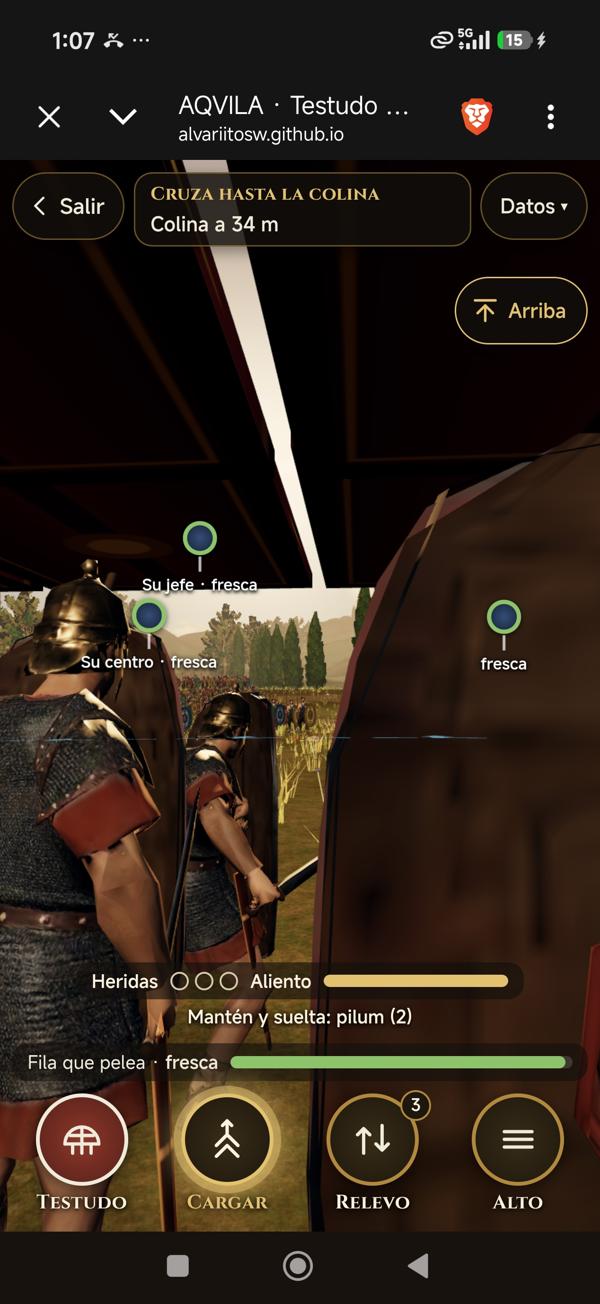 1:07
5G
15
AQVILA · Testudo ...
alvariitosw.github.io
Salir
CRUZA HASTA LA COLINA
Colina a 34 m
Datos ▾
Arriba
Su jefe · fresca
Su centro · fresca
fresca
Heridas
Aliento
Mantén y suelta: pilum (2)
Fila que pelea · fresca
3
TESTUDO
CARGAR
RELEVO
ALTO